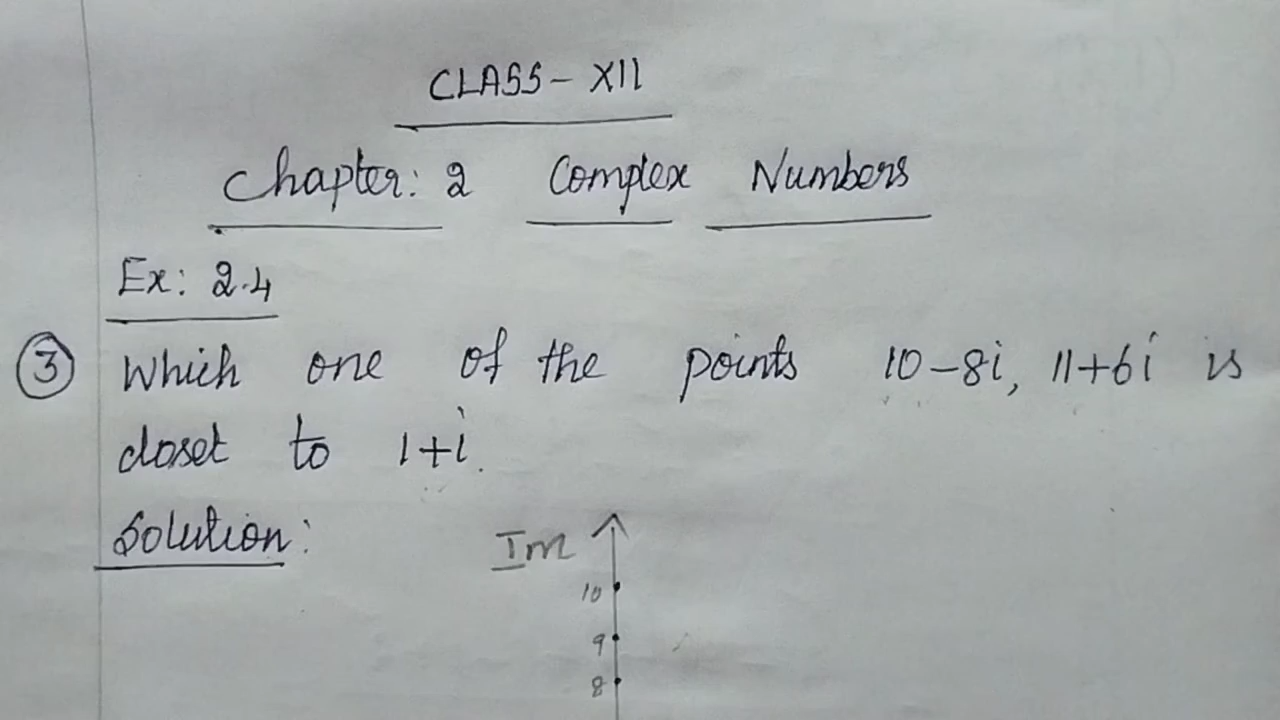 CLASS - XII
Chapter: 2 Complex Numbers
Ex: 2.4
3 Which one of the points 10-8i, 11+6i is
closet to 1+i.
Solution:
Im
10
9
8